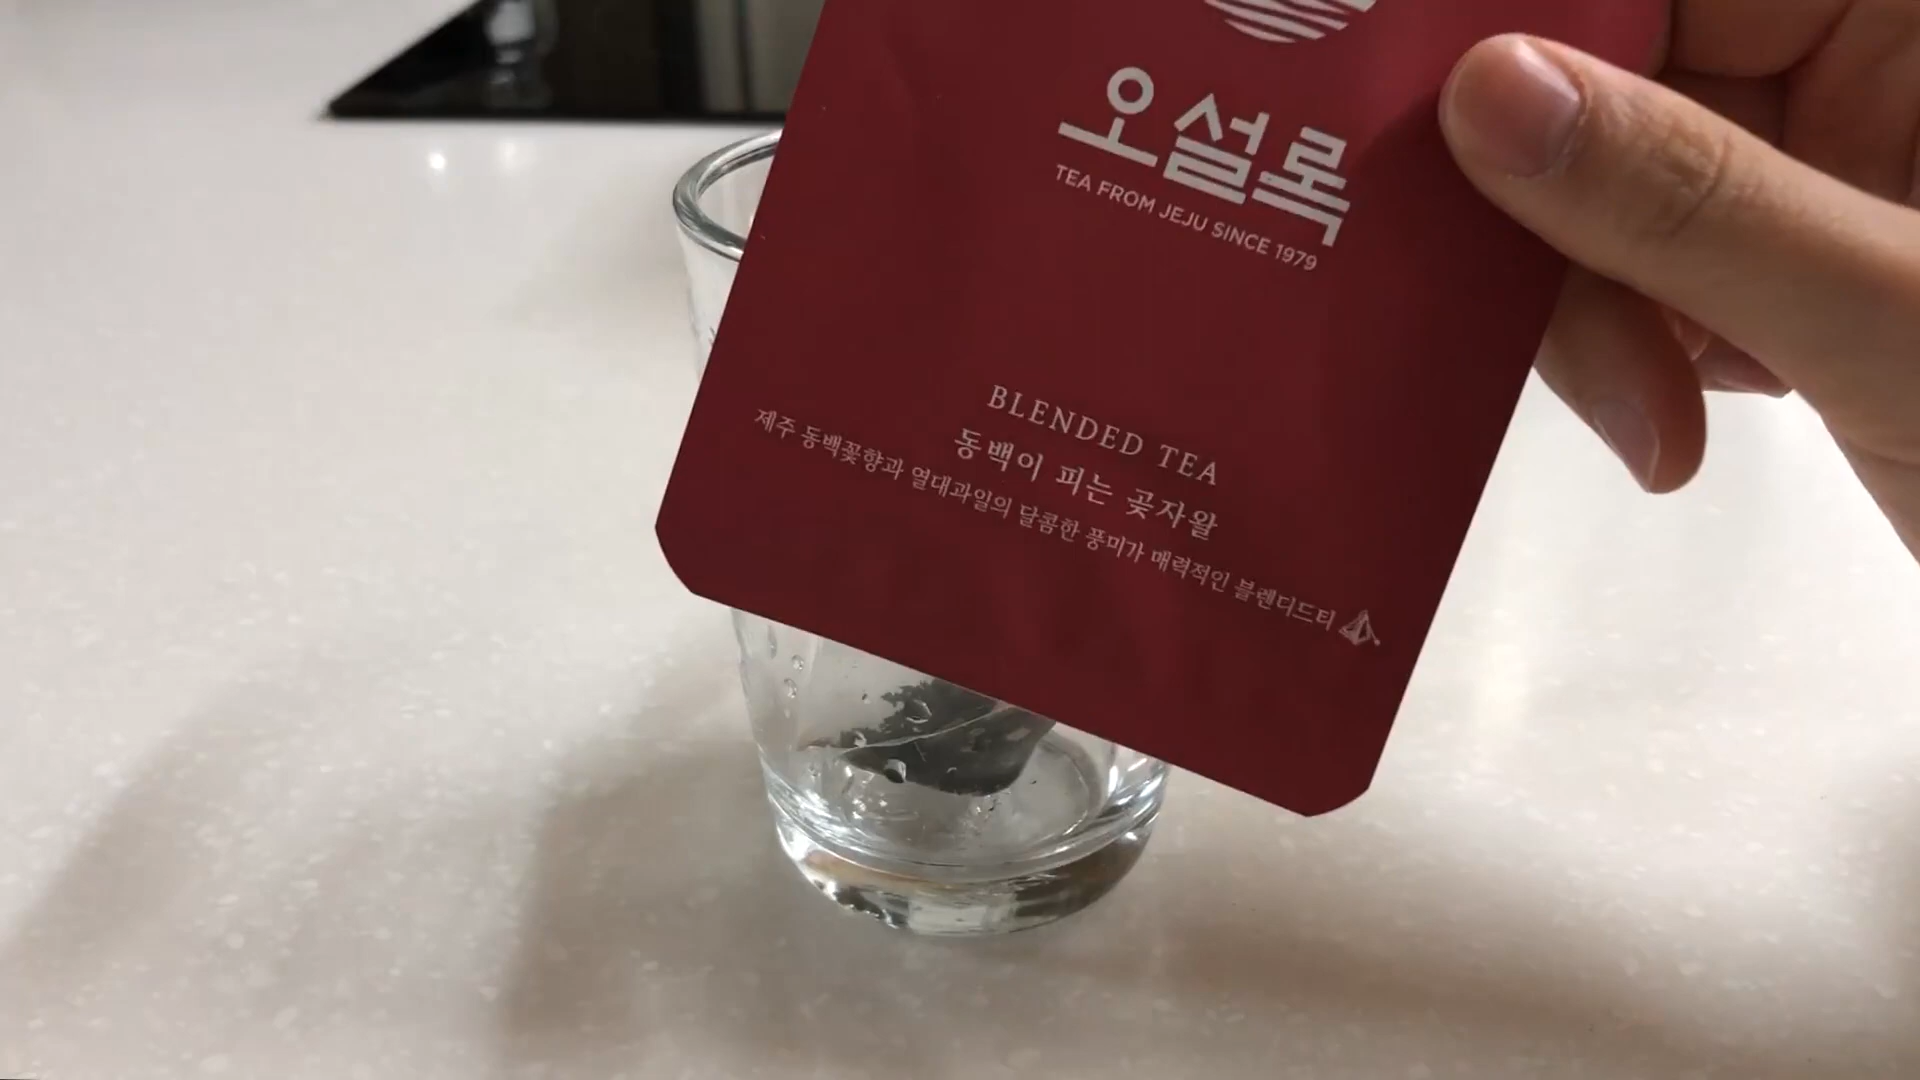 오설록
TEA FROM JEJU SINCE 1979
BLENDED TEA
동백이 피는 곶자왈
제주 동백꽃향과 열대과일의 달콤한 풍미가 매력적인 블렌디드티